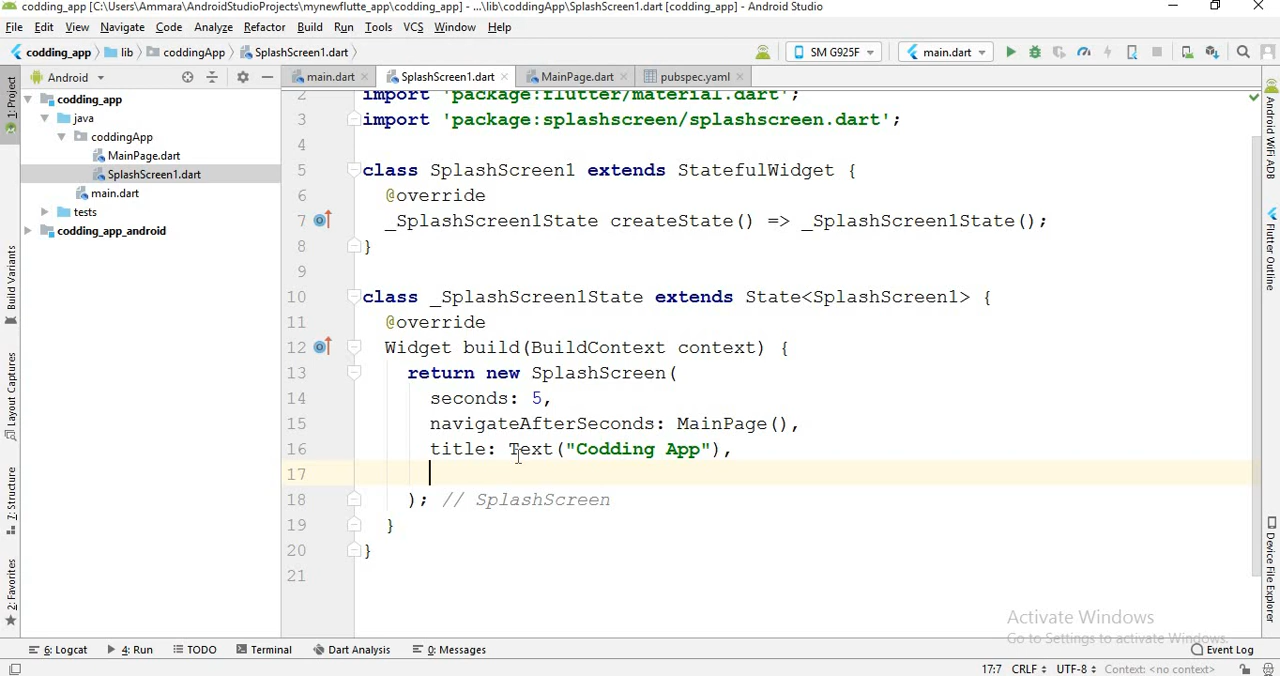 codding_app [C:\Users\Ammara\AndroidStudioProjects\mynewflutte_app\codding_app] - ...\lib\coddingApp\SplashScreen1.dart [codding_app] - Android Studio
File Edit View Navigate Code Analyze Refactor Build Run Tools VCS Window Help
codding_app lib coddingApp SplashScreen1.dart SM G925F main.dart
1: Project Android main.dart SplashScreen1.dart MainPage.dart pubspec.yaml
codding_app
java
coddingApp
MainPage.dart
SplashScreen1.dart
main.dart
tests
codding_app_android
Build Variants
Layout Captures
Z: Structure
2: Favorites
2 import 'package:flutter/material.dart';
3 import 'package:splashscreen/splashscreen.dart';
4
5 class SplashScreen1 extends StatefulWidget {
6 @override
7 _SplashScreen1State createState() => _SplashScreen1State();
8 }
9
10 class _SplashScreen1State extends State<SplashScreen1> {
11 @override
12 Widget build(BuildContext context) {
13 return new SplashScreen(
14 seconds: 5,
15 navigateAfterSeconds: MainPage(),
16 title: Text("Codding App"),
17
18 ); // SplashScreen
19 }
20 }
21
Android WiFi ADB
Flutter Outline
Device File Explorer
Activate Windows
Go to Settings to activate Windows.
6: Logcat 4: Run TODO Terminal Dart Analysis 0: Messages Event Log
17:7 CRLF UTF-8 Context: <no context>